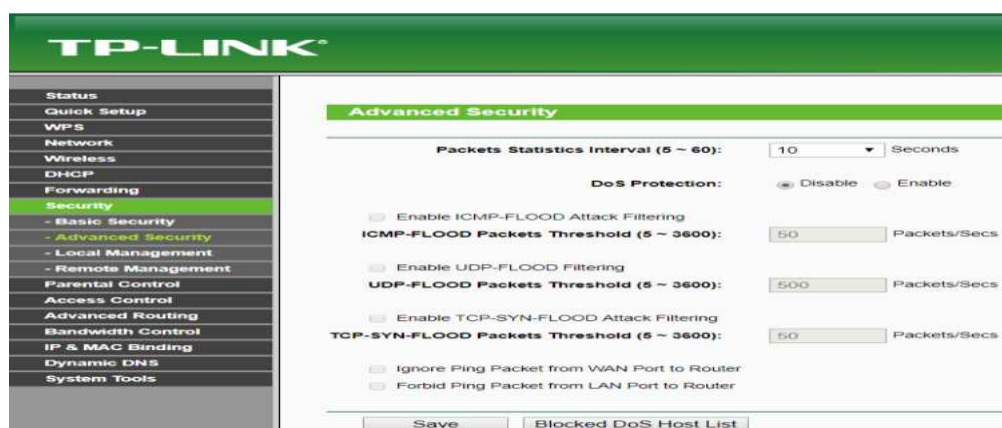 TP-LINK®
Status
Quick Setup
WPS
Network
Wireless
DHCP
Forwarding
Security
- Basic Security
- Advanced Security
- Local Management
- Remote Management
Parental Control
Access Control
Advanced Routing
Bandwidth Control
IP & MAC Binding
Dynamic DNS
System Tools
Advanced Security
Packets Statistics Interval (5 ~ 60): 10 Seconds
DoS Protection: Disable Enable
Enable ICMP-FLOOD Attack Filtering
ICMP-FLOOD Packets Threshold (5 ~ 3600): 50 Packets/Secs
Enable UDP-FLOOD Filtering
UDP-FLOOD Packets Threshold (5 ~ 3600): 500 Packets/Secs
Enable TCP-SYN-FLOOD Attack Filtering
TCP-SYN-FLOOD Packets Threshold (5 ~ 3600): 50 Packets/Secs
Ignore Ping Packet from WAN Port to Router
Forbid Ping Packet from LAN Port to Router
Save Blocked DoS Host List